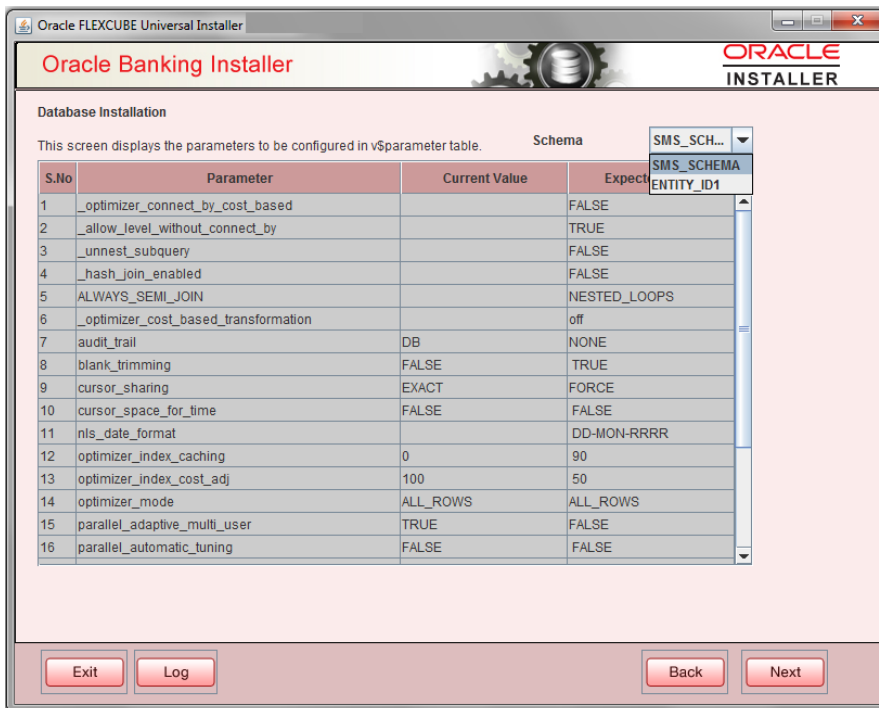 Oracle FLEXCUBE Universal Installer
Oracle Banking Installer
ORACLE
INSTALLER
Database Installation
This screen displays the parameters to be configured in v$parameter table. Schema SMS_SCH...
SMS_SCHEMA
ENTITY_ID1
S.No Parameter Current Value Expect
1 _optimizer_connect_by_cost_based FALSE
2 _allow_level_without_connect_by TRUE
3 _unnest_subquery FALSE
4 _hash_join_enabled FALSE
5 ALWAYS_SEMI_JOIN NESTED_LOOPS
6 _optimizer_cost_based_transformation off
7 audit_trail DB NONE
8 blank_trimming FALSE TRUE
9 cursor_sharing EXACT FORCE
10 cursor_space_for_time FALSE FALSE
11 nls_date_format DD-MON-RRRR
12 optimizer_index_caching 0 90
13 optimizer_index_cost_adj 100 50
14 optimizer_mode ALL_ROWS ALL_ROWS
15 parallel_adaptive_multi_user TRUE FALSE
16 parallel_automatic_tuning FALSE FALSE
Exit Log Back Next